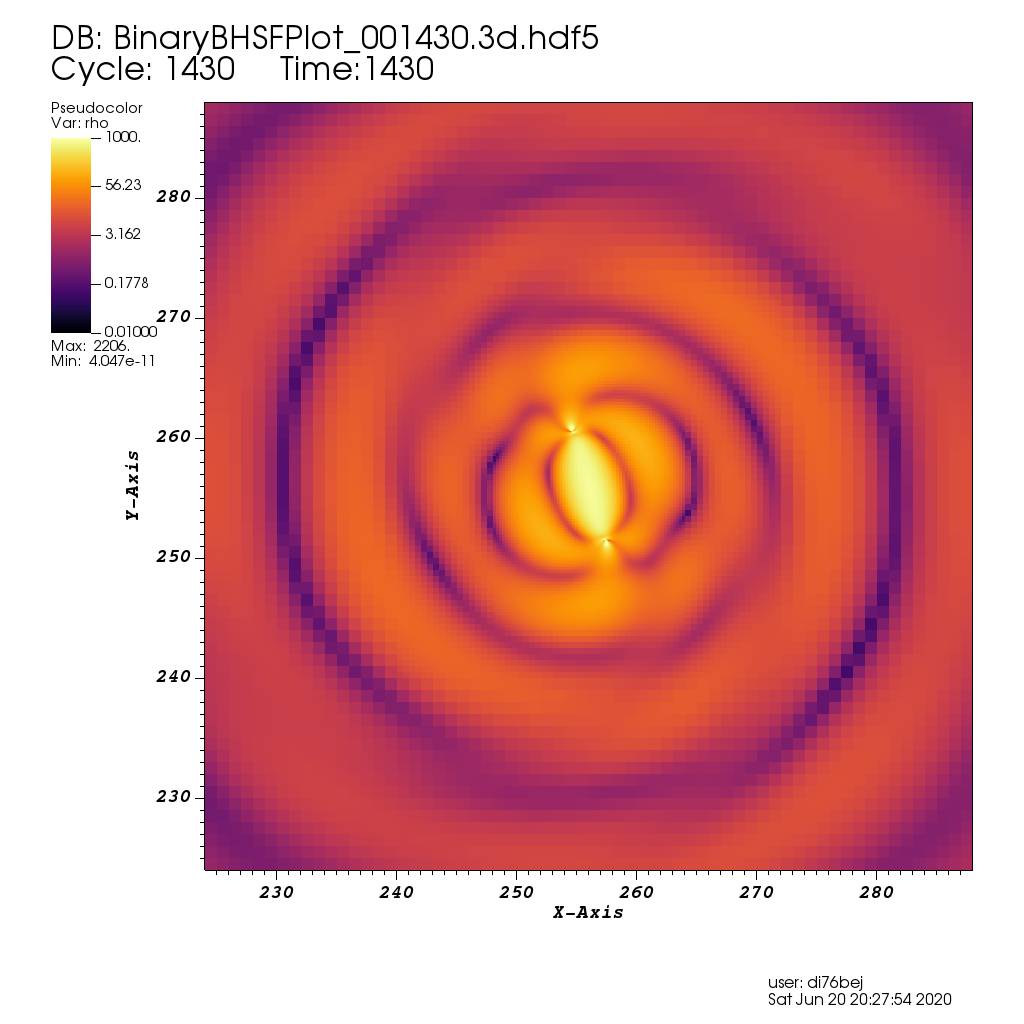 DB: BinaryBHSFPlot_001430.3d.hdf5
Cycle: 1430 Time:1430
Pseudocolor
Var: rho
1000.
56.23
3.162
0.1778
0.01000
Max: 2206.
Min: 4.047e-11
280
270
260
250
240
230
Y-Axis
230 240 250 260 270 280
X-Axis
user: di76bej
Sat Jun 20 20:27:54 2020